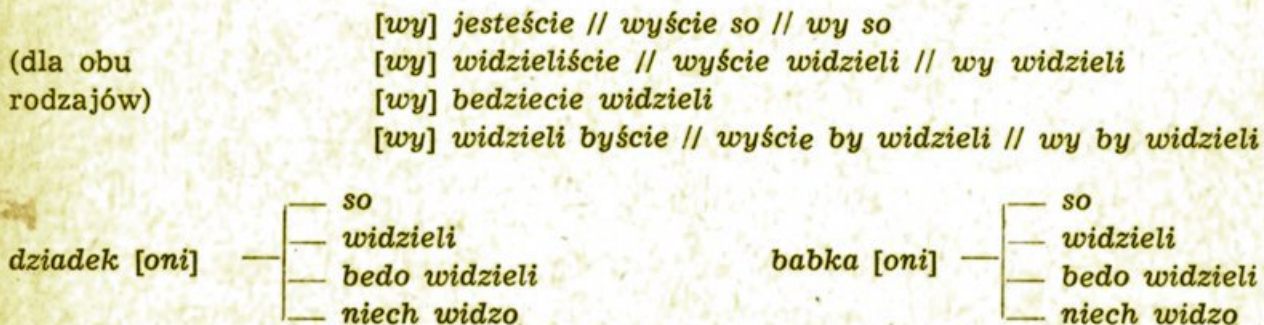 [wy] jesteście // wyście so // wy so
(dla obu [wy] widzieliście // wyście widzieli // wy widzieli
rodzajów) [wy] bedziecie widzieli
[wy] widzieli byście // wyście by widzieli // wy by widzieli
— so — so
— widzieli — widzieli
dziadek [oni] — babka [oni] —
— bedo widzieli — bedo widzieli
— niech widzo — niech widzo